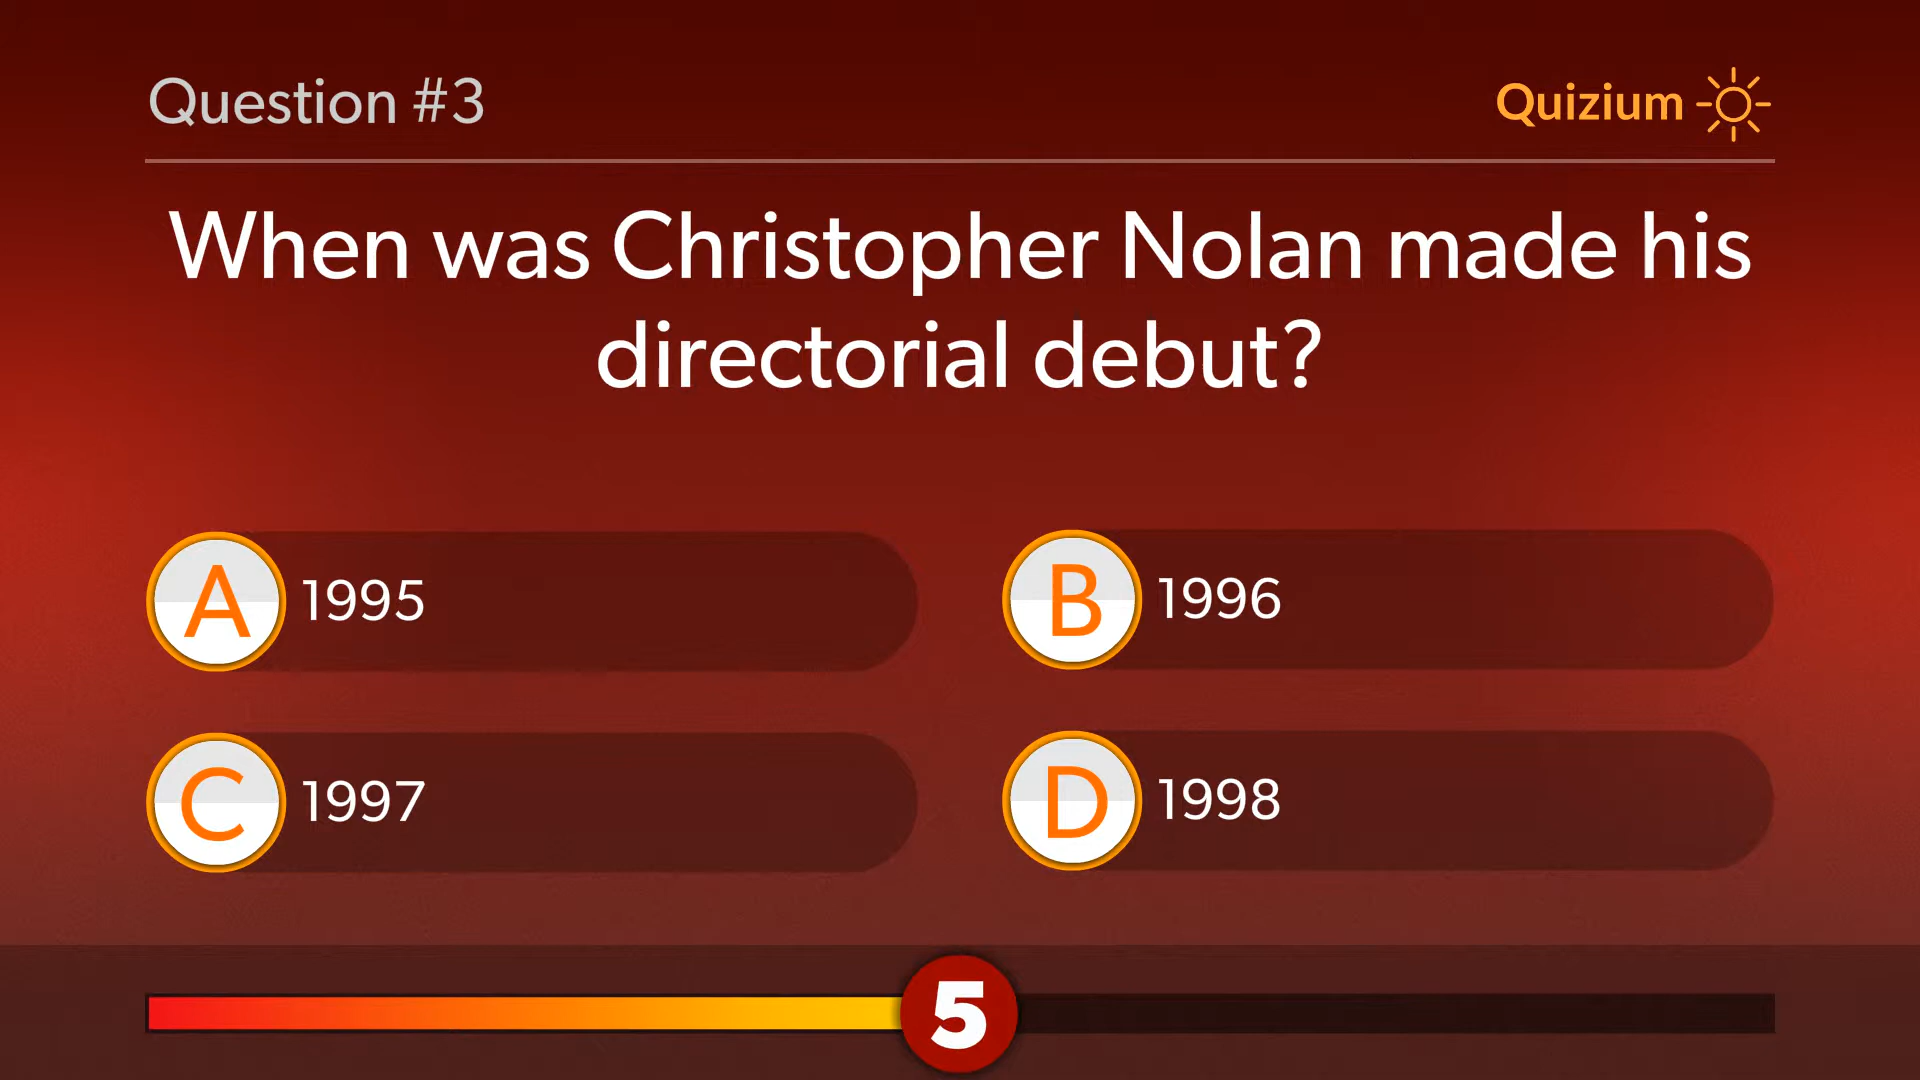 Question #3
Quizium
When was Christopher Nolan made his
directorial debut?
A 1995
B 1996
C 1997
D 1998
5